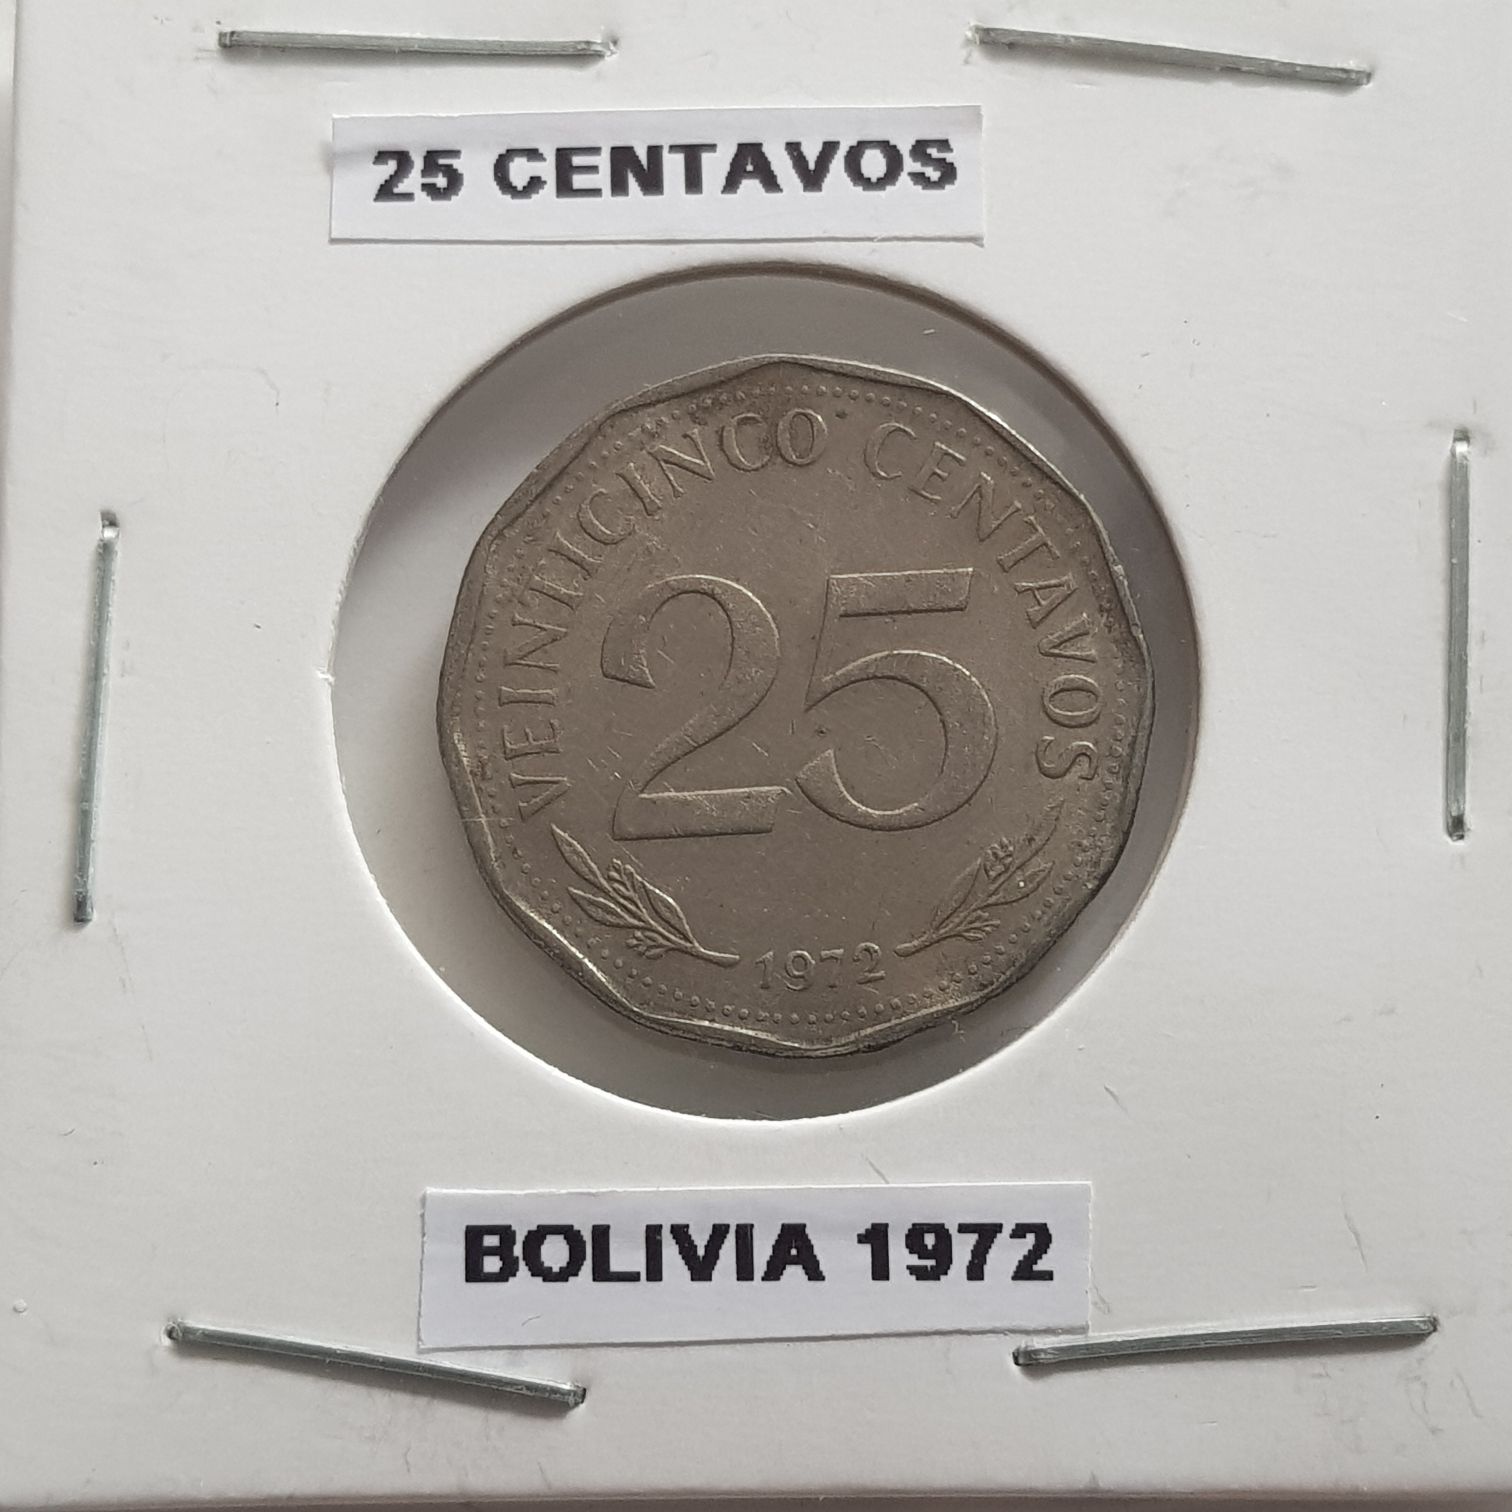 25 CENTAVOS
VEINTICINCO CENTAVOS
25
1972
BOLIVIA 1972